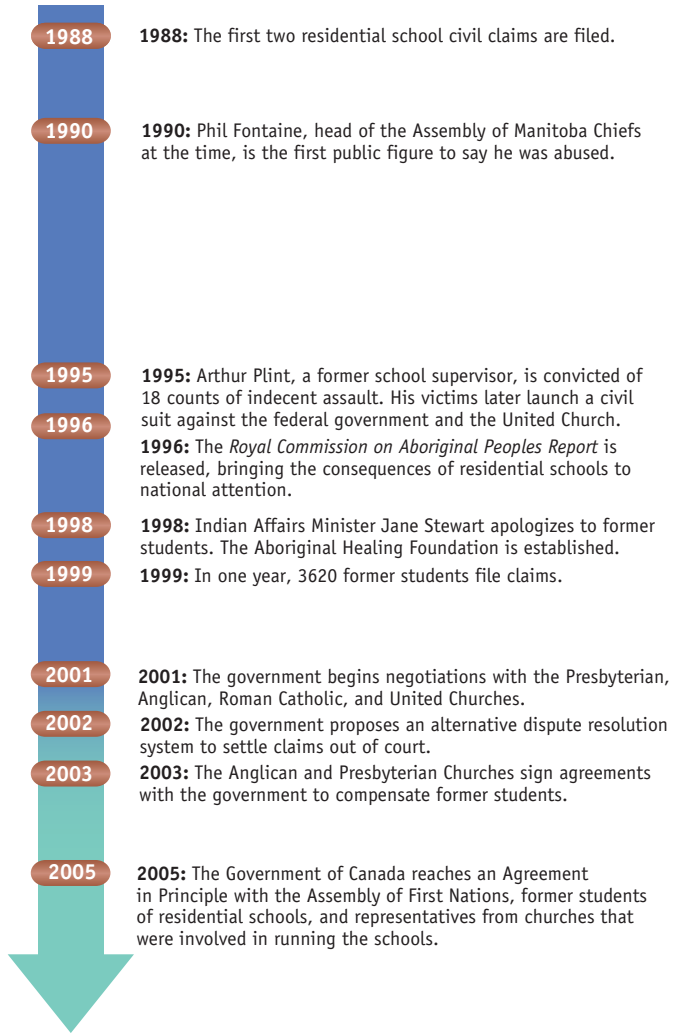 1988
1988: The first two residential school civil claims are filed.
1990
1990: Phil Fontaine, head of the Assembly of Manitoba Chiefs
at the time, is the first public figure to say he was abused.
1995
1995: Arthur Plint, a former school supervisor, is convicted of
18 counts of indecent assault. His victims later launch a civil
suit against the federal government and the United Church.
1996
1996: The Royal Commission on Aboriginal Peoples Report is
released, bringing the consequences of residential schools to
national attention.
1998
1998: Indian Affairs Minister Jane Stewart apologizes to former
students. The Aboriginal Healing Foundation is established.
1999
1999: In one year, 3620 former students file claims.
2001
2001: The government begins negotiations with the Presbyterian,
Anglican, Roman Catholic, and United Churches.
2002
2002: The government proposes an alternative dispute resolution
system to settle claims out of court.
2003
2003: The Anglican and Presbyterian Churches sign agreements
with the government to compensate former students.
2005
2005: The Government of Canada reaches an Agreement
in Principle with the Assembly of First Nations, former students
of residential schools, and representatives from churches that
were involved in running the schools.